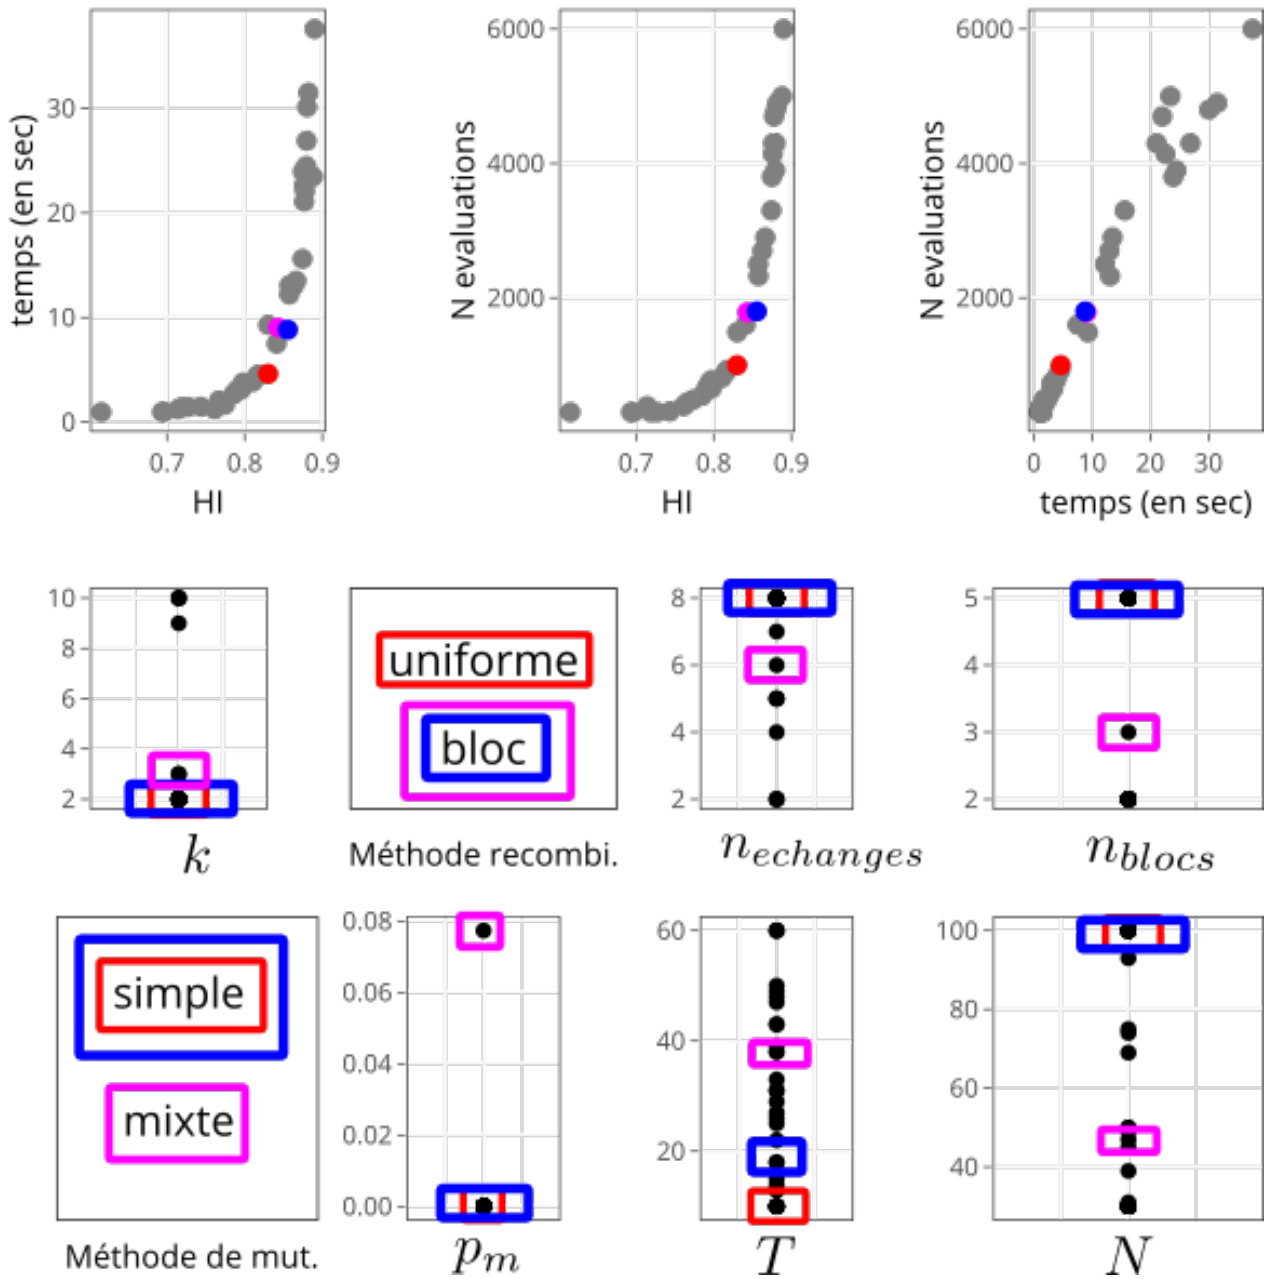 temps (en sec)
30
20
10
0
0.7 0.8 0.9
HI
N evaluations
6000
4000
2000
0.7 0.8 0.9
HI
N evaluations
6000
4000
2000
0 10 20 30
temps (en sec)
10
8
6
4
2
k
uniforme
bloc
Méthode recombi.
8
6
4
2
n_echanges
5
4
3
2
n_blocs
simple
mixte
Méthode de mut.
0.08
0.06
0.04
0.02
0.00
p_m
60
40
20
T
100
80
60
40
N